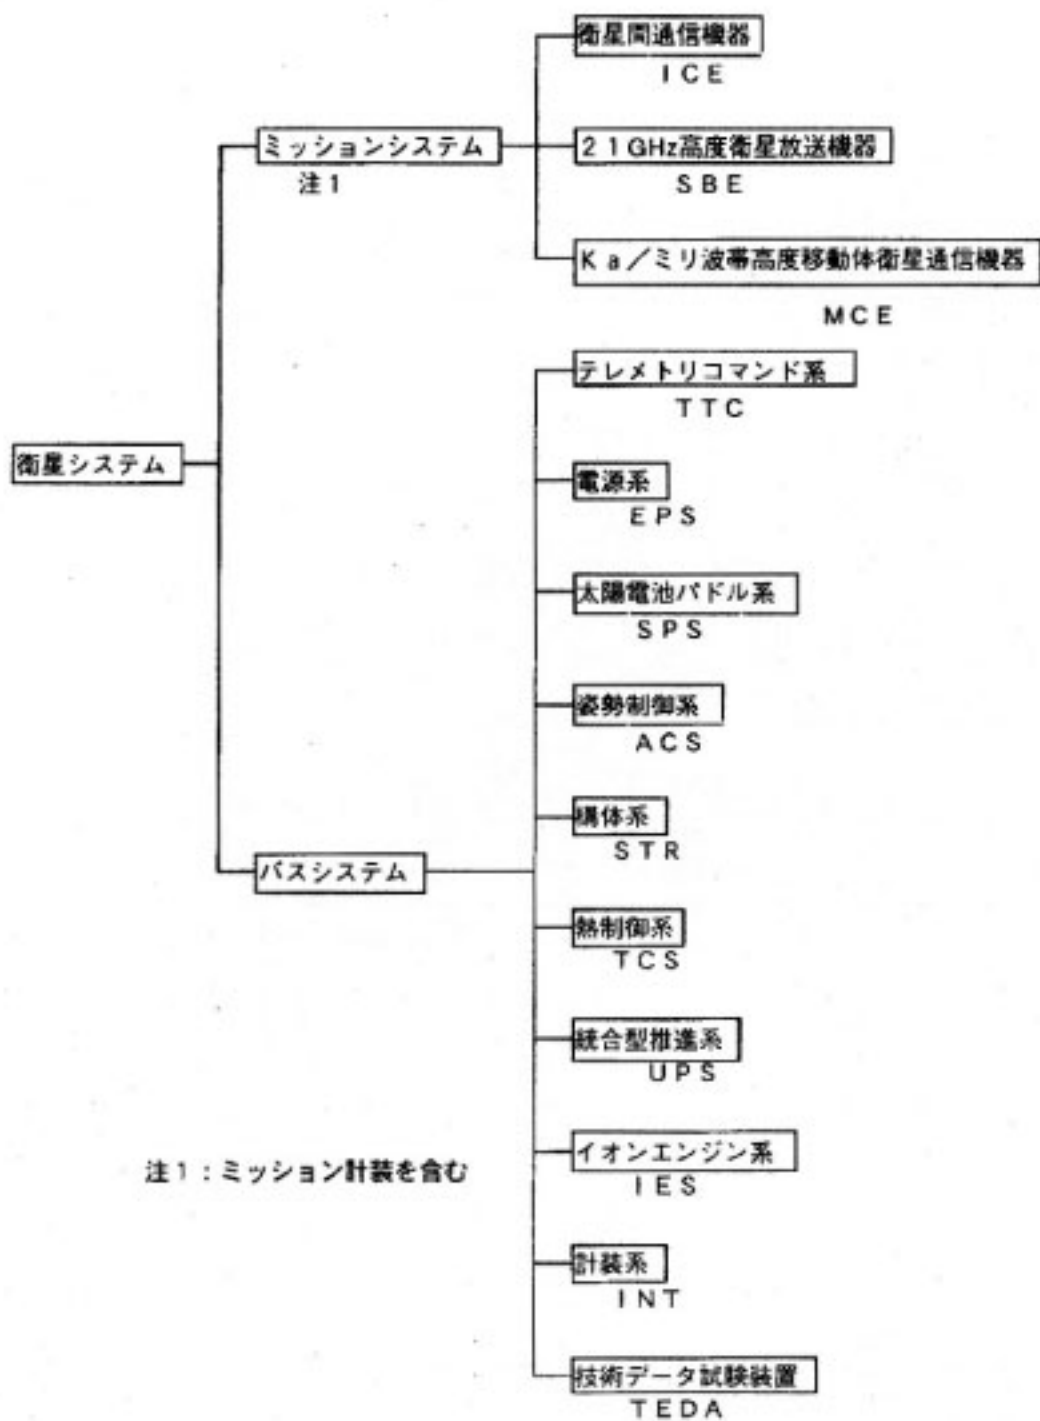 衛星システム
ミッションシステム
注1
衛星間通信機器
ICE
21GHz高度衛星放送機器
SBE
Ka/ミリ波帯高度移動体衛星通信機器
MCE
バスシステム
テレメトリコマンド系
TTC
電源系
EPS
太陽電池パドル系
SPS
姿勢制御系
ACS
構体系
STR
熱制御系
TCS
統合型推進系
UPS
イオンエンジン系
IES
計装系
INT
技術データ試験装置
TEDA
注1:ミッション計装を含む